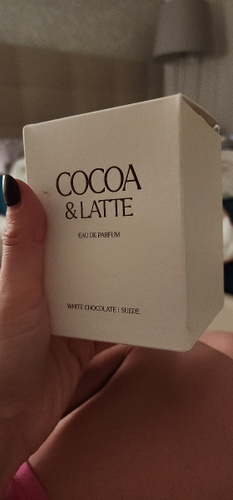 COCOA
& LATTE
EAU DE PARFUM
WHITE CHOCOLATE | SUEDE